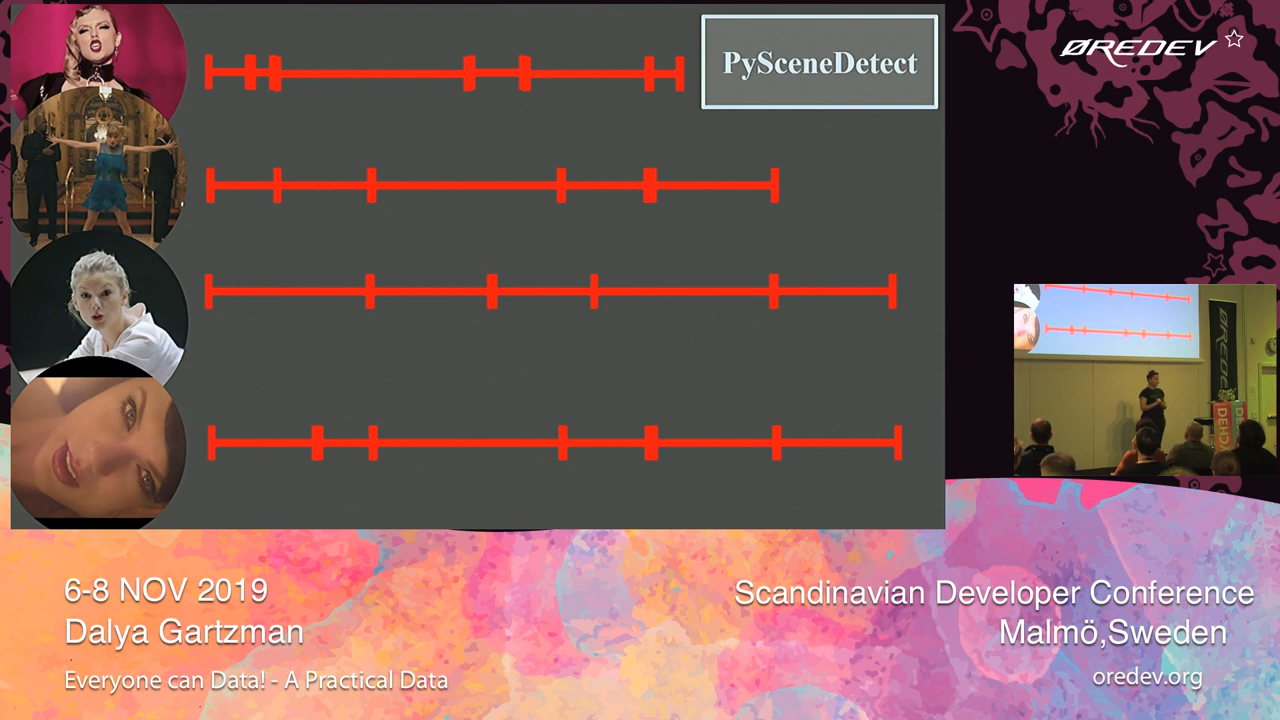 PySceneDetect
ØREDEV
6-8 NOV 2019
Dalya Gartzman
Everyone can Data! - A Practical Data
Scandinavian Developer Conference
Malmö,Sweden
oredev.org